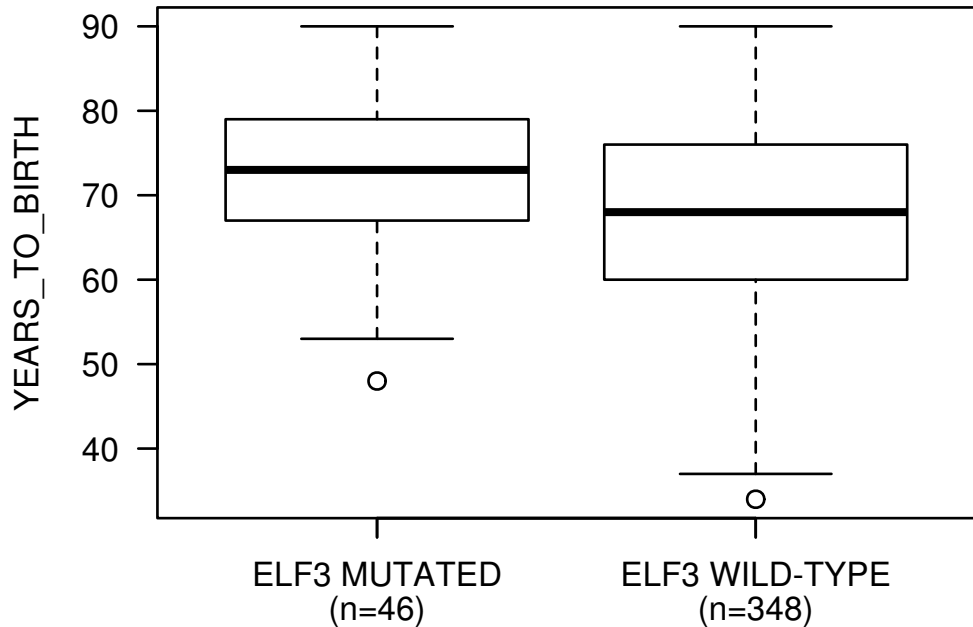 YEARS_TO_BIRTH
90
80
70
60
50
40
ELF3 MUTATED
(n=46)
ELF3 WILD-TYPE
(n=348)